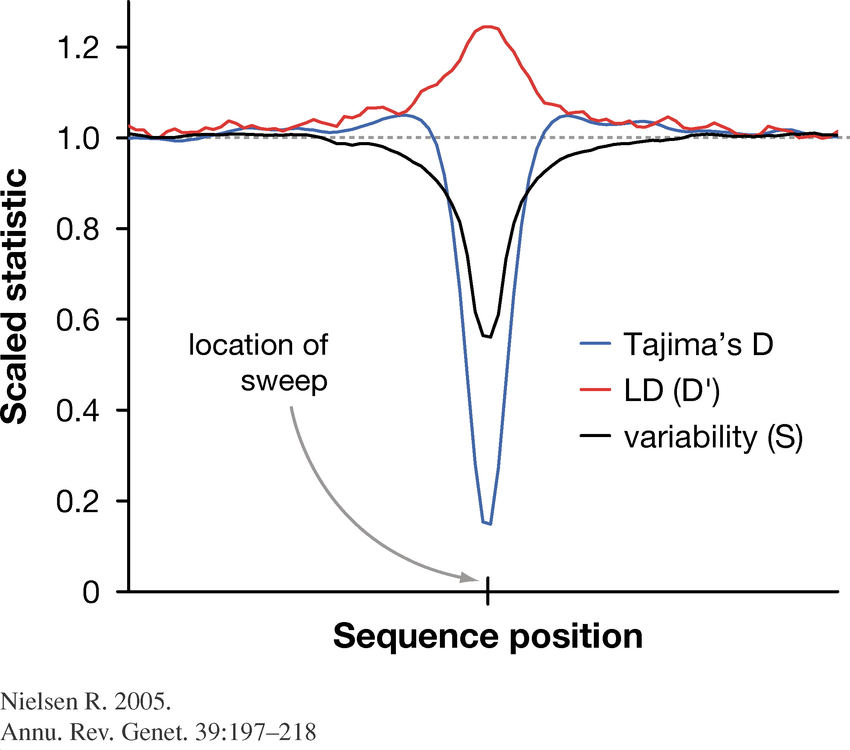 1.2
1.0
0.8
0.6
0.4
0.2
0
Scaled statistic
location of
sweep
Tajima’s D
LD (D')
variability (S)
Sequence position
Nielsen R. 2005.
Annu. Rev. Genet. 39:197–218